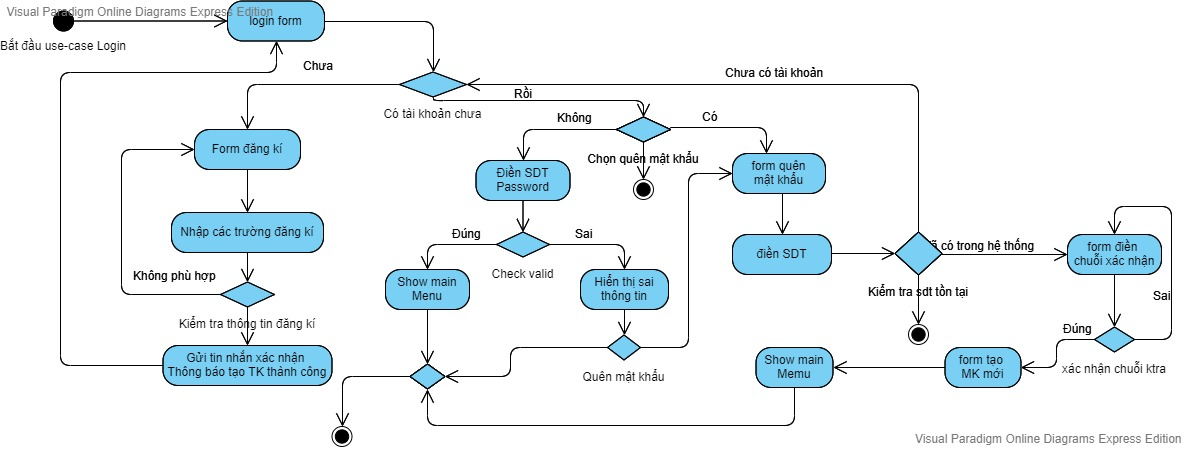 Visual Paradigm Online Diagrams Express Edition
login form
Bắt đầu use-case Login
Chưa
Chưa có tài khoản
Rồi
Có tài khoản chưa
Không
Có
Form đăng kí
Chọn quên mật khẩu
Điền SDT
Password
form quên
mật khẩu
Nhập các trường đăng kí
Đúng
Sai
điền SDT
ã có trong hệ thống
form điền
chuỗi xác nhận
Không phù hợp
Check valid
Show main
Menu
Hiển thị sai
thông tin
Kiểm tra sdt tồn tại
Sai
Kiểm tra thông tin đăng kí
Đúng
Gửi tin nhắn xác nhận
Thông báo tạo TK thành công
Show main
Memu
form tạo
MK mới
xác nhận chuỗi ktra
Quên mật khẩu
Visual Paradigm Online Diagrams Express Edition